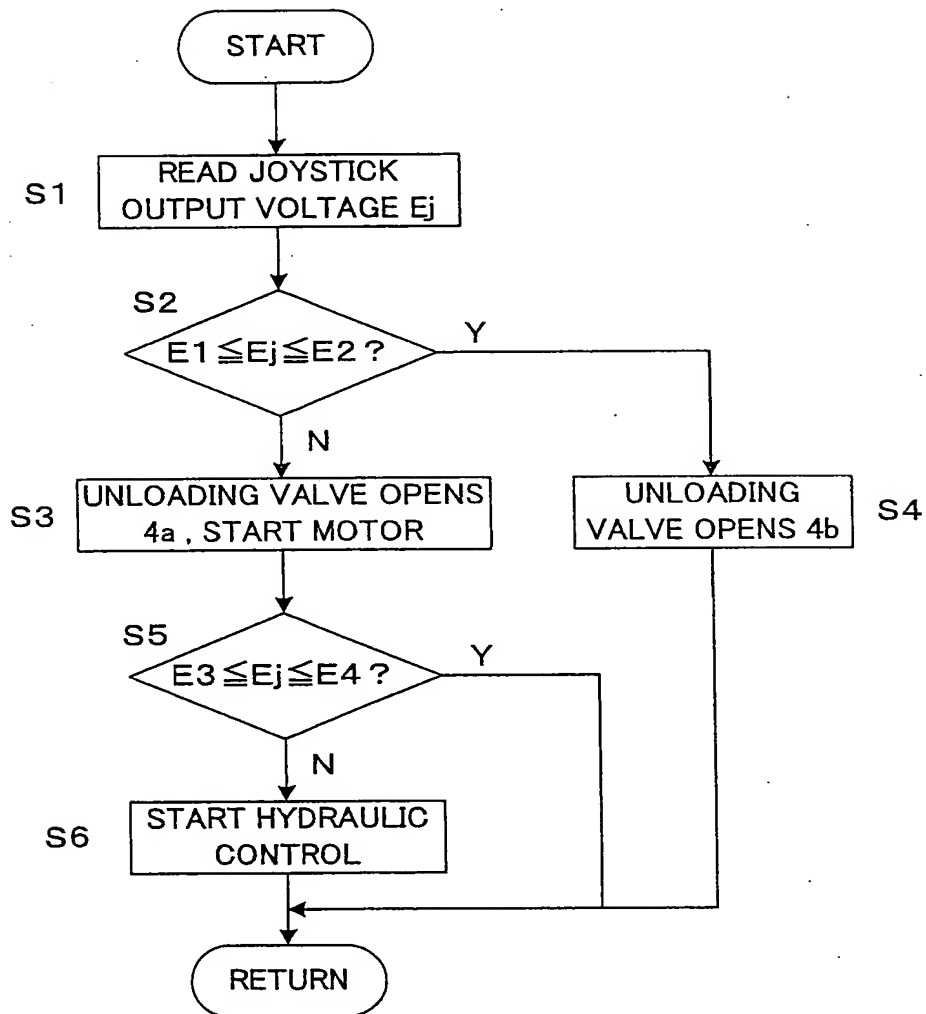 START
S1
READ JOYSTICK
OUTPUT VOLTAGE Ej
S2
E1≦Ej≦E2?
Y
N
S3
UNLOADING VALVE OPENS
4a, START MOTOR
UNLOADING
VALVE OPENS 4b
S4
S5
E3≦Ej≦E4?
Y
N
S6
START HYDRAULIC
CONTROL
RETURN